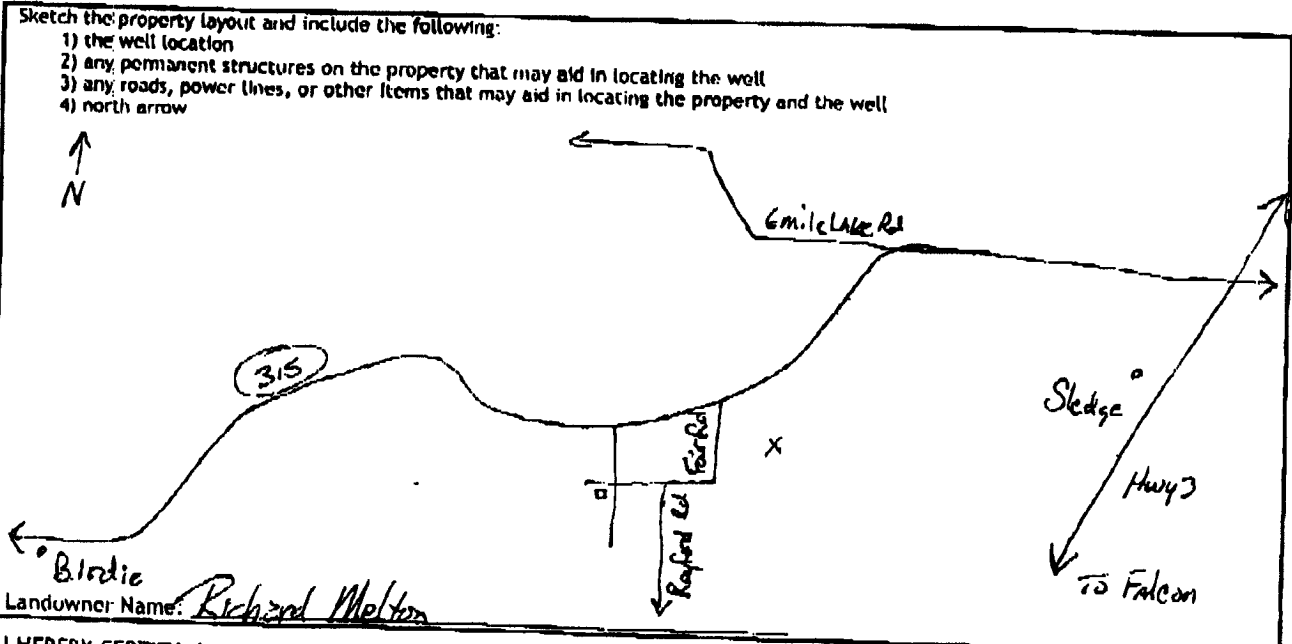 Sketch the property layout and include the following:
1) the well location
2) any permanent structures on the property that may aid in locating the well
3) any roads, power lines, or other items that may aid in locating the property and the well
4) north arrow
N
6 mile Lake Rd
315
Fair Rd
X
Sledge
Hwy 3
Rayford Rd
Birdie
To Falcon
Landowner Name: Richard Melton
I HEREBY